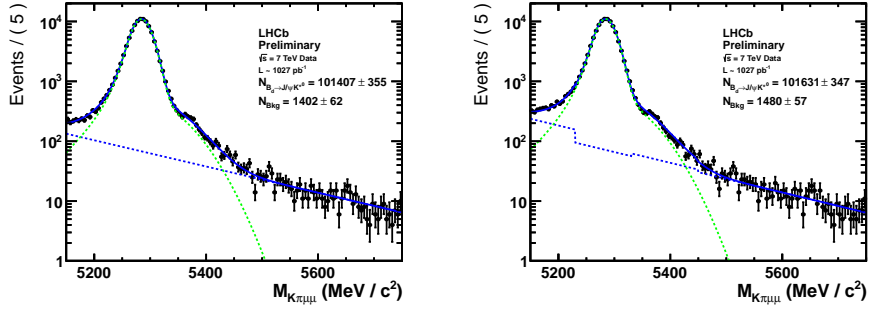 Events / ( 5 )
10⁴
10³
10²
10
1
LHCb
Preliminary
√s = 7 TeV Data
L ~ 1027 pb⁻¹
N_{B_d→J/ψK*⁰} = 101407 ± 355
N_{Bkg} = 1402 ± 62
5200 5400 5600
M_{Kπμμ} (MeV / c²)
Events / ( 5 )
10⁴
10³
10²
10
1
LHCb
Preliminary
√s = 7 TeV Data
L ~ 1027 pb⁻¹
N_{B_d→J/ψK*⁰} = 101631 ± 347
N_{Bkg} = 1480 ± 57
5200 5400 5600
M_{Kπμμ} (MeV / c²)